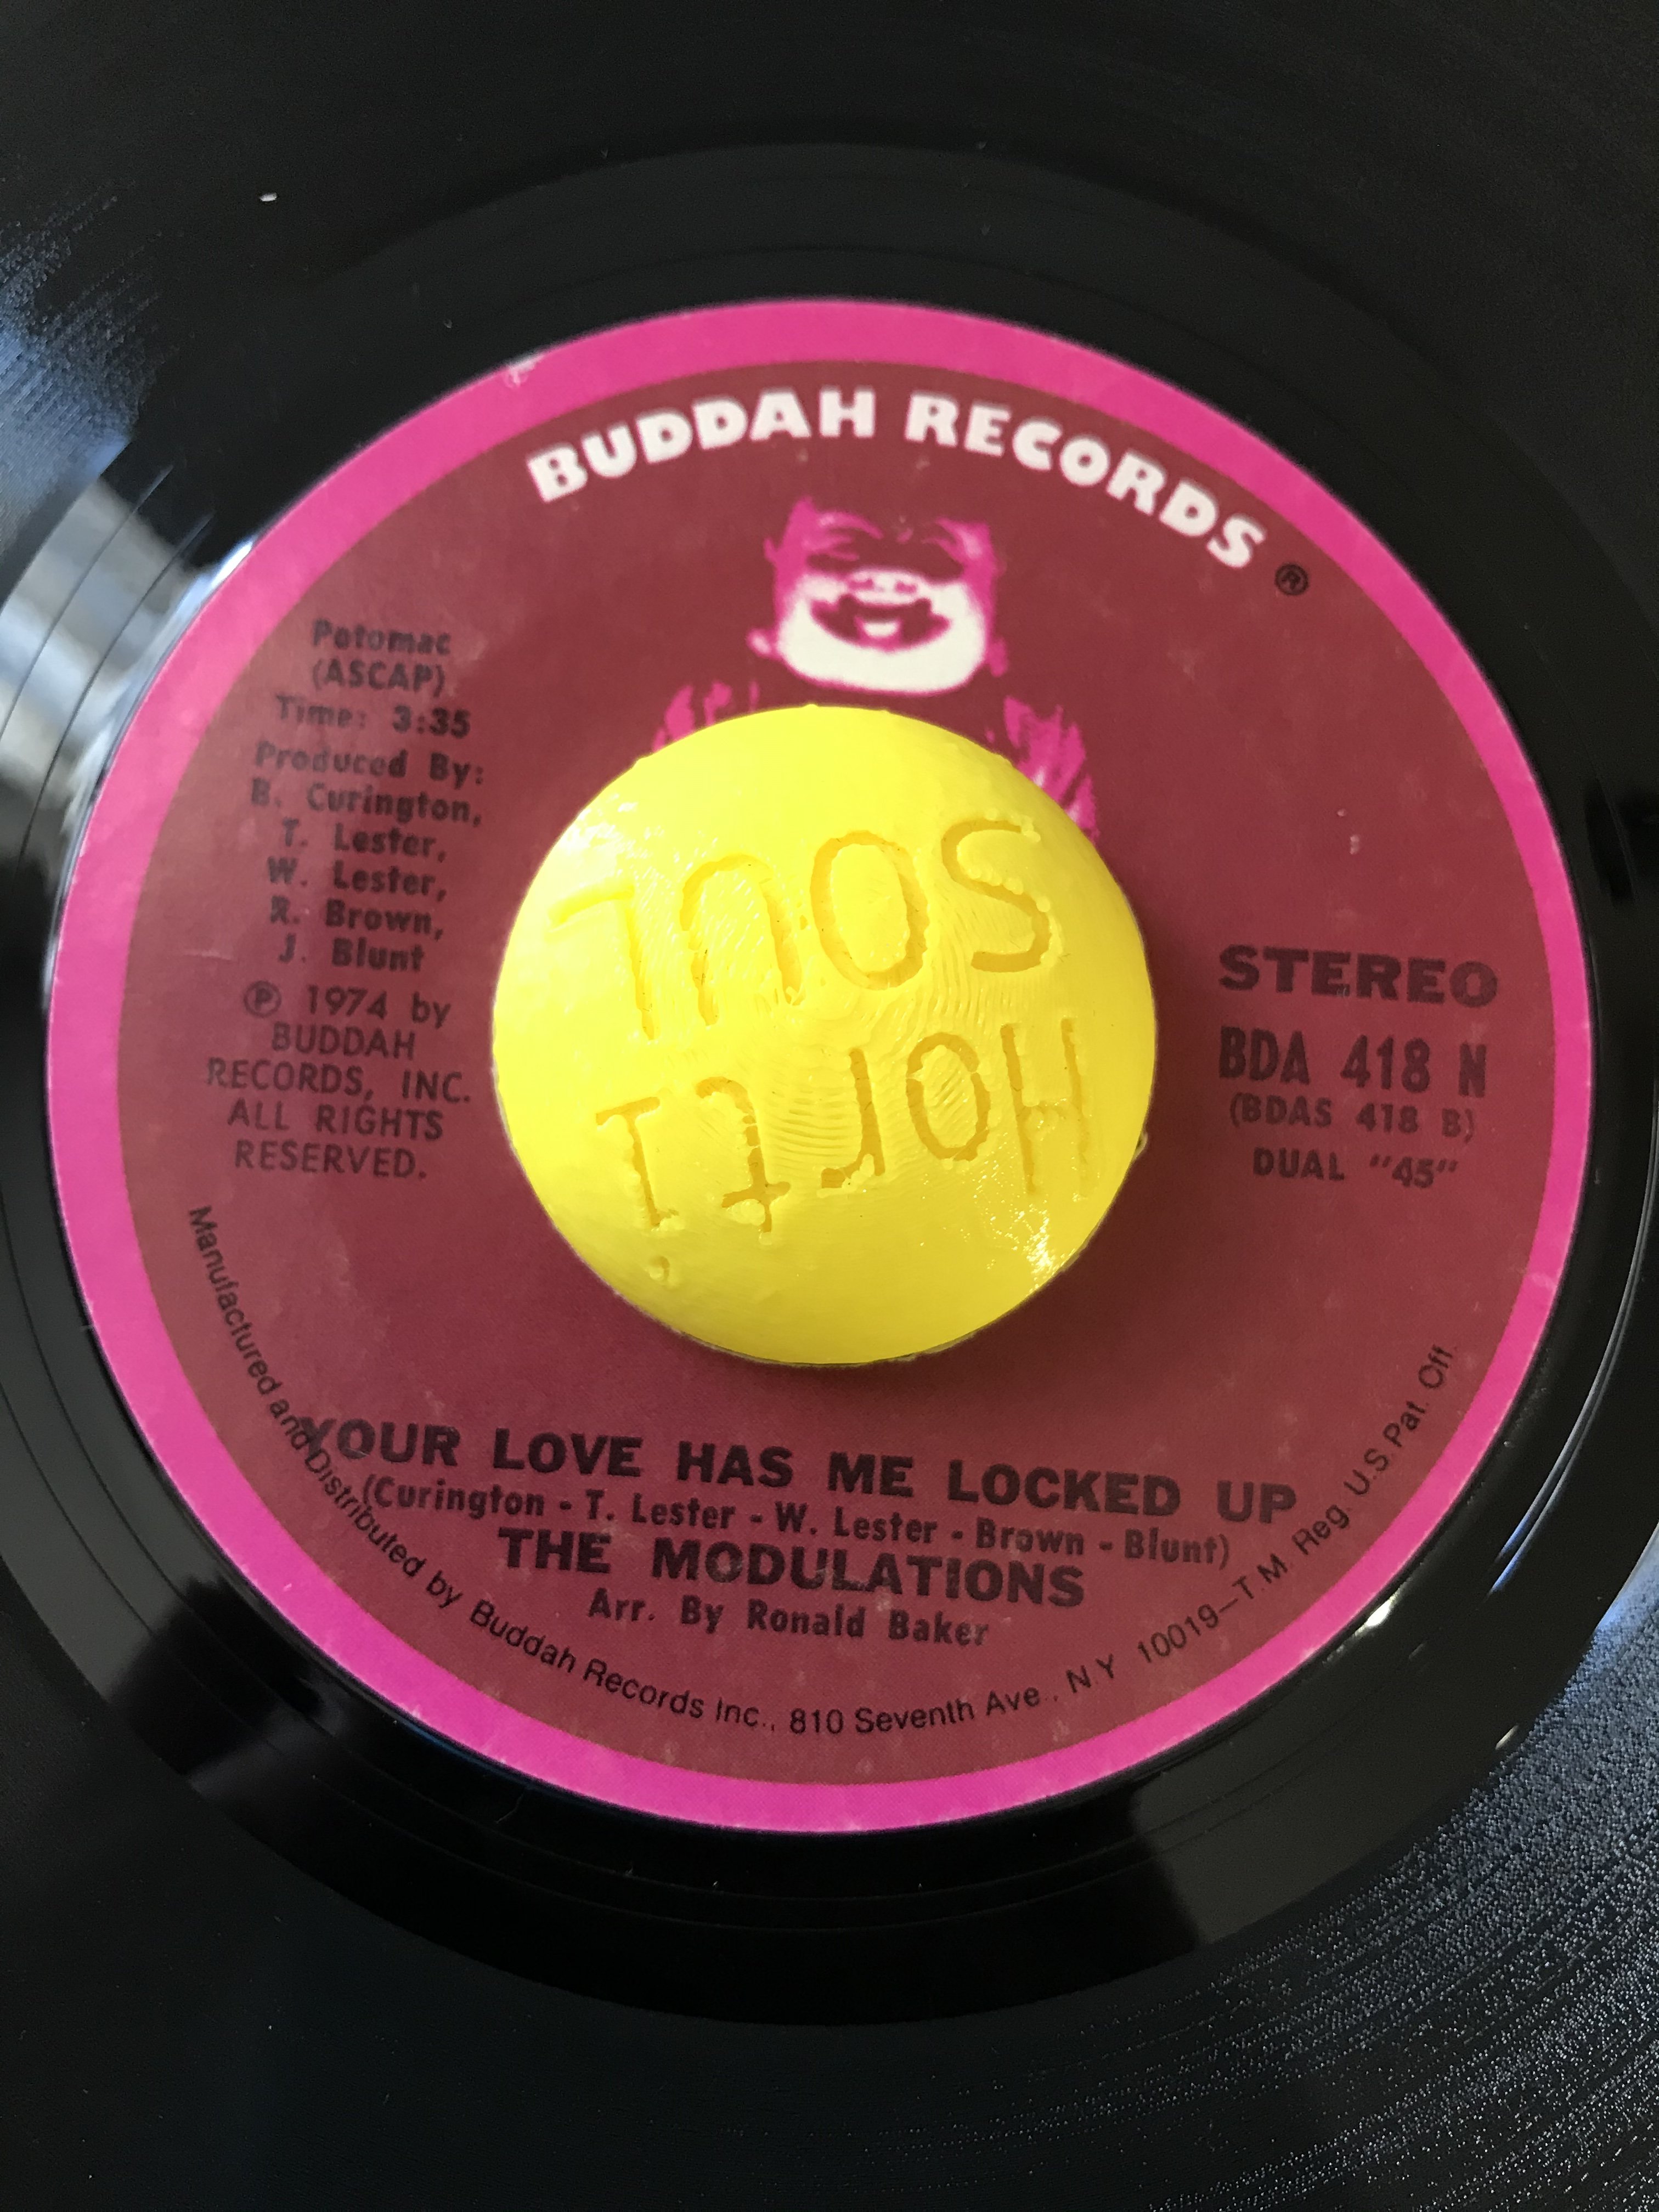 BUDDAH RECORDS ®
Potomac
(ASCAP)
Time: 3:35
Produced By:
B. Curington,
T. Lester,
W. Lester,
R. Brown,
J. Blunt
℗ 1974 by
BUDDAH
RECORDS, INC.
ALL RIGHTS
RESERVED.
SOUL
STEREO
BDA 418 N
(BDAS 418 B)
DUAL "45"
YOUR LOVE HAS ME LOCKED UP
(Curington - T. Lester - W. Lester - Brown - Blunt)
THE MODULATIONS
Arr. By Ronald Baker
Manufactured and Distributed by Buddah Records Inc., 810 Seventh Ave., N.Y. 10019—T.M. Reg. U.S. Pat. Off.